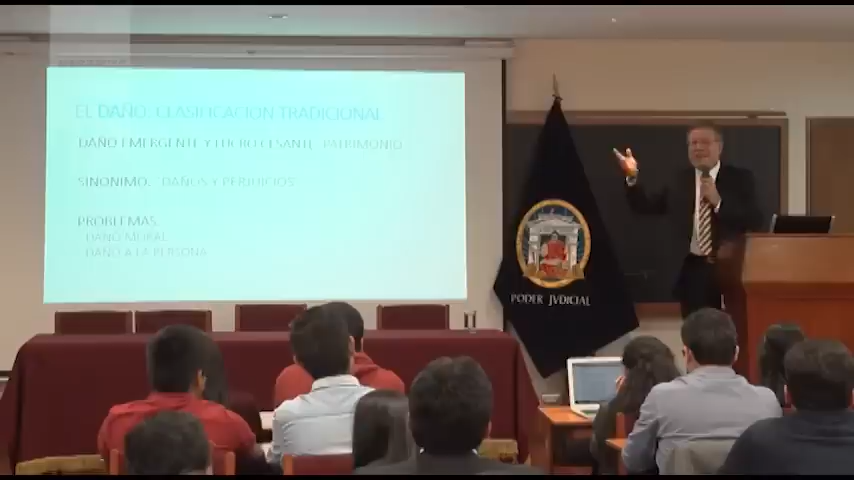 EL DAÑO: CLASIFICACION TRADICIONAL
DAÑO EMERGENTE Y LUCRO CESANTE: PATRIMONIO
SINONIMO: DAÑOS Y PERJUICIOS
PROBLEMAS:
DAÑO MORAL
DAÑO A LA PERSONA
PODER JVDICIAL